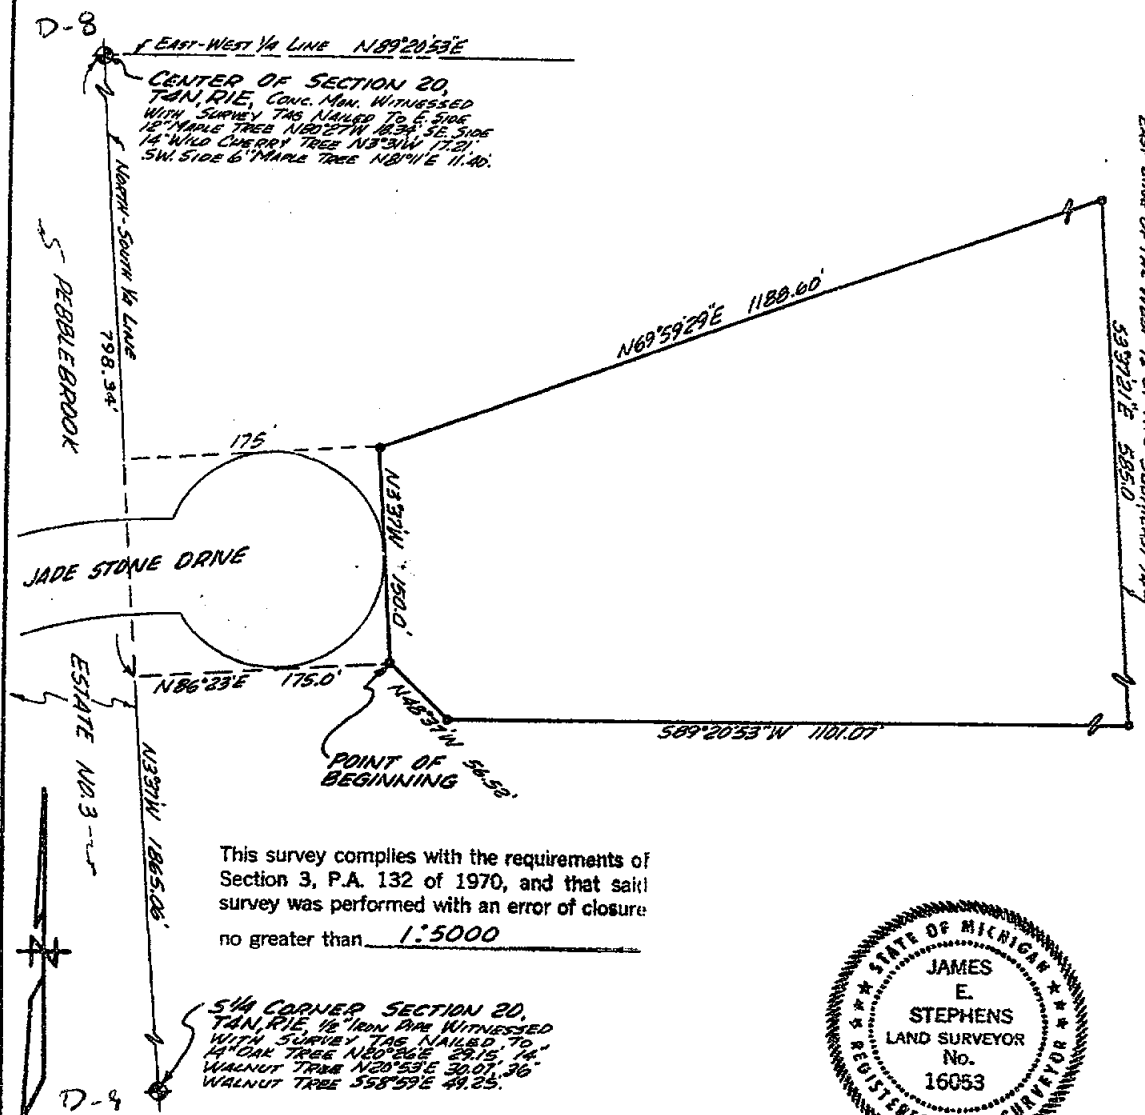 D-8
EAST-WEST 1/4 LINE N89°20'53"E
CENTER OF SECTION 20,
T4N, R1E, CONC. MON. WITNESSED
WITH SURVEY TAG NAILED TO E. SIDE
12" MAPLE TREE N80°27'W 18.34', SE. SIDE
14" WILD CHERRY TREE N3°31'W 17.21',
SW. SIDE 6" MAPLE TREE N81°11'E 11.40'.
NORTH-SOUTH 1/4 LINE
798.34'
PEBBLEBROOK
N69°59'29"E 1188.60'
S3°37'21"E 585.0
175'
N3°37'W 150.0'
JADE STONE DRIVE
N86°23'E 175.0'
ESTATE NO. 3
N48°37'W 56.52'
S89°20'53"W 1101.07'
POINT OF
BEGINNING
N3°37'W 1865.06'
This survey complies with the requirements of
Section 3, P.A. 132 of 1970, and that said
survey was performed with an error of closure
no greater than 1:5000
N
S 1/4 CORNER SECTION 20,
T4N, R1E, 1/2" IRON PIPE WITNESSED
WITH SURVEY TAG NAILED TO
14" OAK TREE N20°26'E 29.15', 14"
WALNUT TREE N20°53'E 30.07', 36"
WALNUT TREE S58°59'E 49.25'.
STATE OF MICHIGAN
JAMES
E.
STEPHENS
LAND SURVEYOR
No.
16053
SURVEYOR